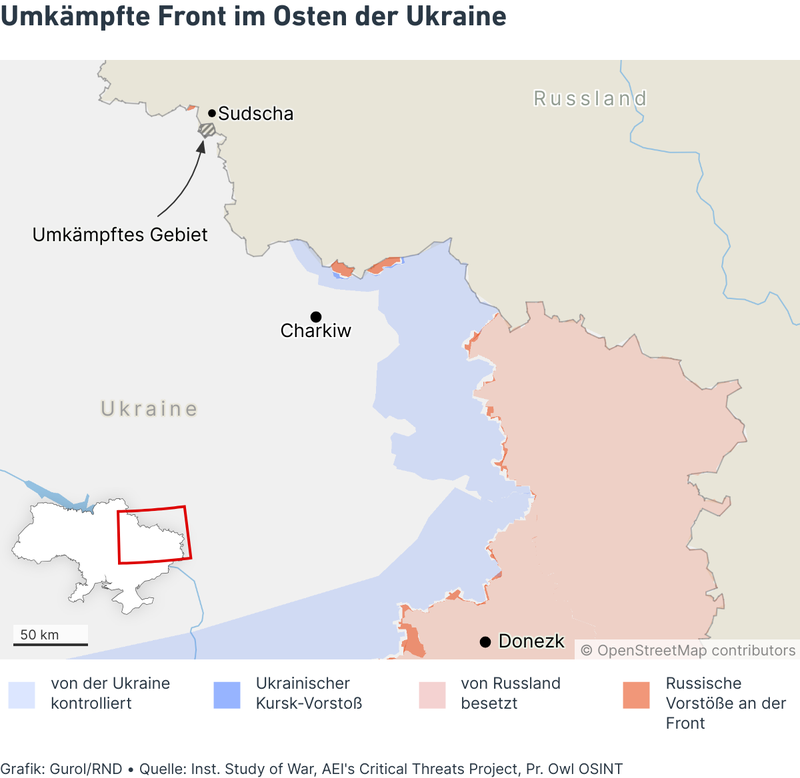 Umkämpfte Front im Osten der Ukraine
Russland
Sudscha
Umkämpftes Gebiet
Charkiw
Ukraine
50 km
Donezk
© OpenStreetMap contributors
von der Ukraine
kontrolliert
Ukrainischer
Kursk-Vorstoß
von Russland
besetzt
Russische
Vorstöße an der
Front
Grafik: Gurol/RND • Quelle: Inst. Study of War, AEI's Critical Threats Project, Pr. Owl OSINT